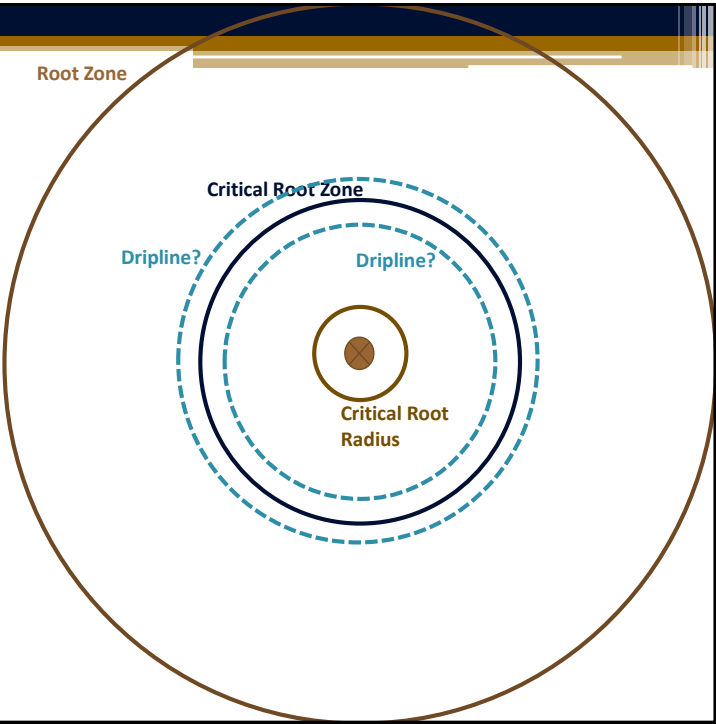 Root Zone
Critical Root Zone
Dripline?
Dripline?
Critical Root
Radius